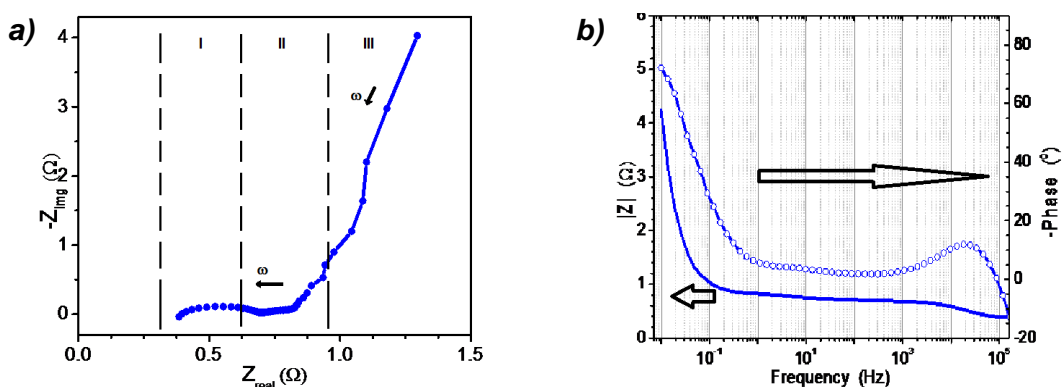 a)
4
3
2
1
0
-Z_Img (Ω)
I
II
III
ω
ω
0.0
0.5
1.0
1.5
Z_real (Ω)
b)
6
5
4
3
2
1
0
|Z| (Ω)
80
60
40
20
0
-20
-Phase (°)
10^-1
10^1
10^3
10^5
Frequency (Hz)